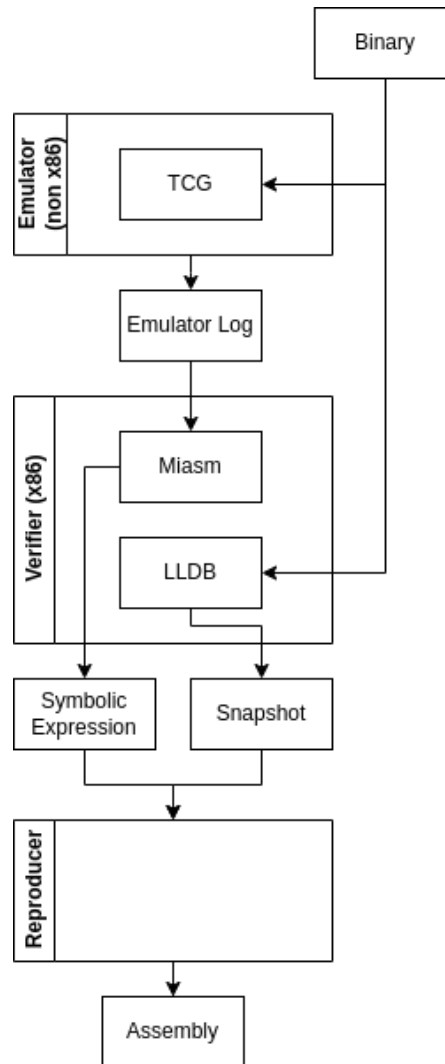 Binary
Emulator
(non x86)
TCG
Emulator Log
Verifier (x86)
Miasm
LLDB
Symbolic
Expression
Snapshot
Reproducer
Assembly